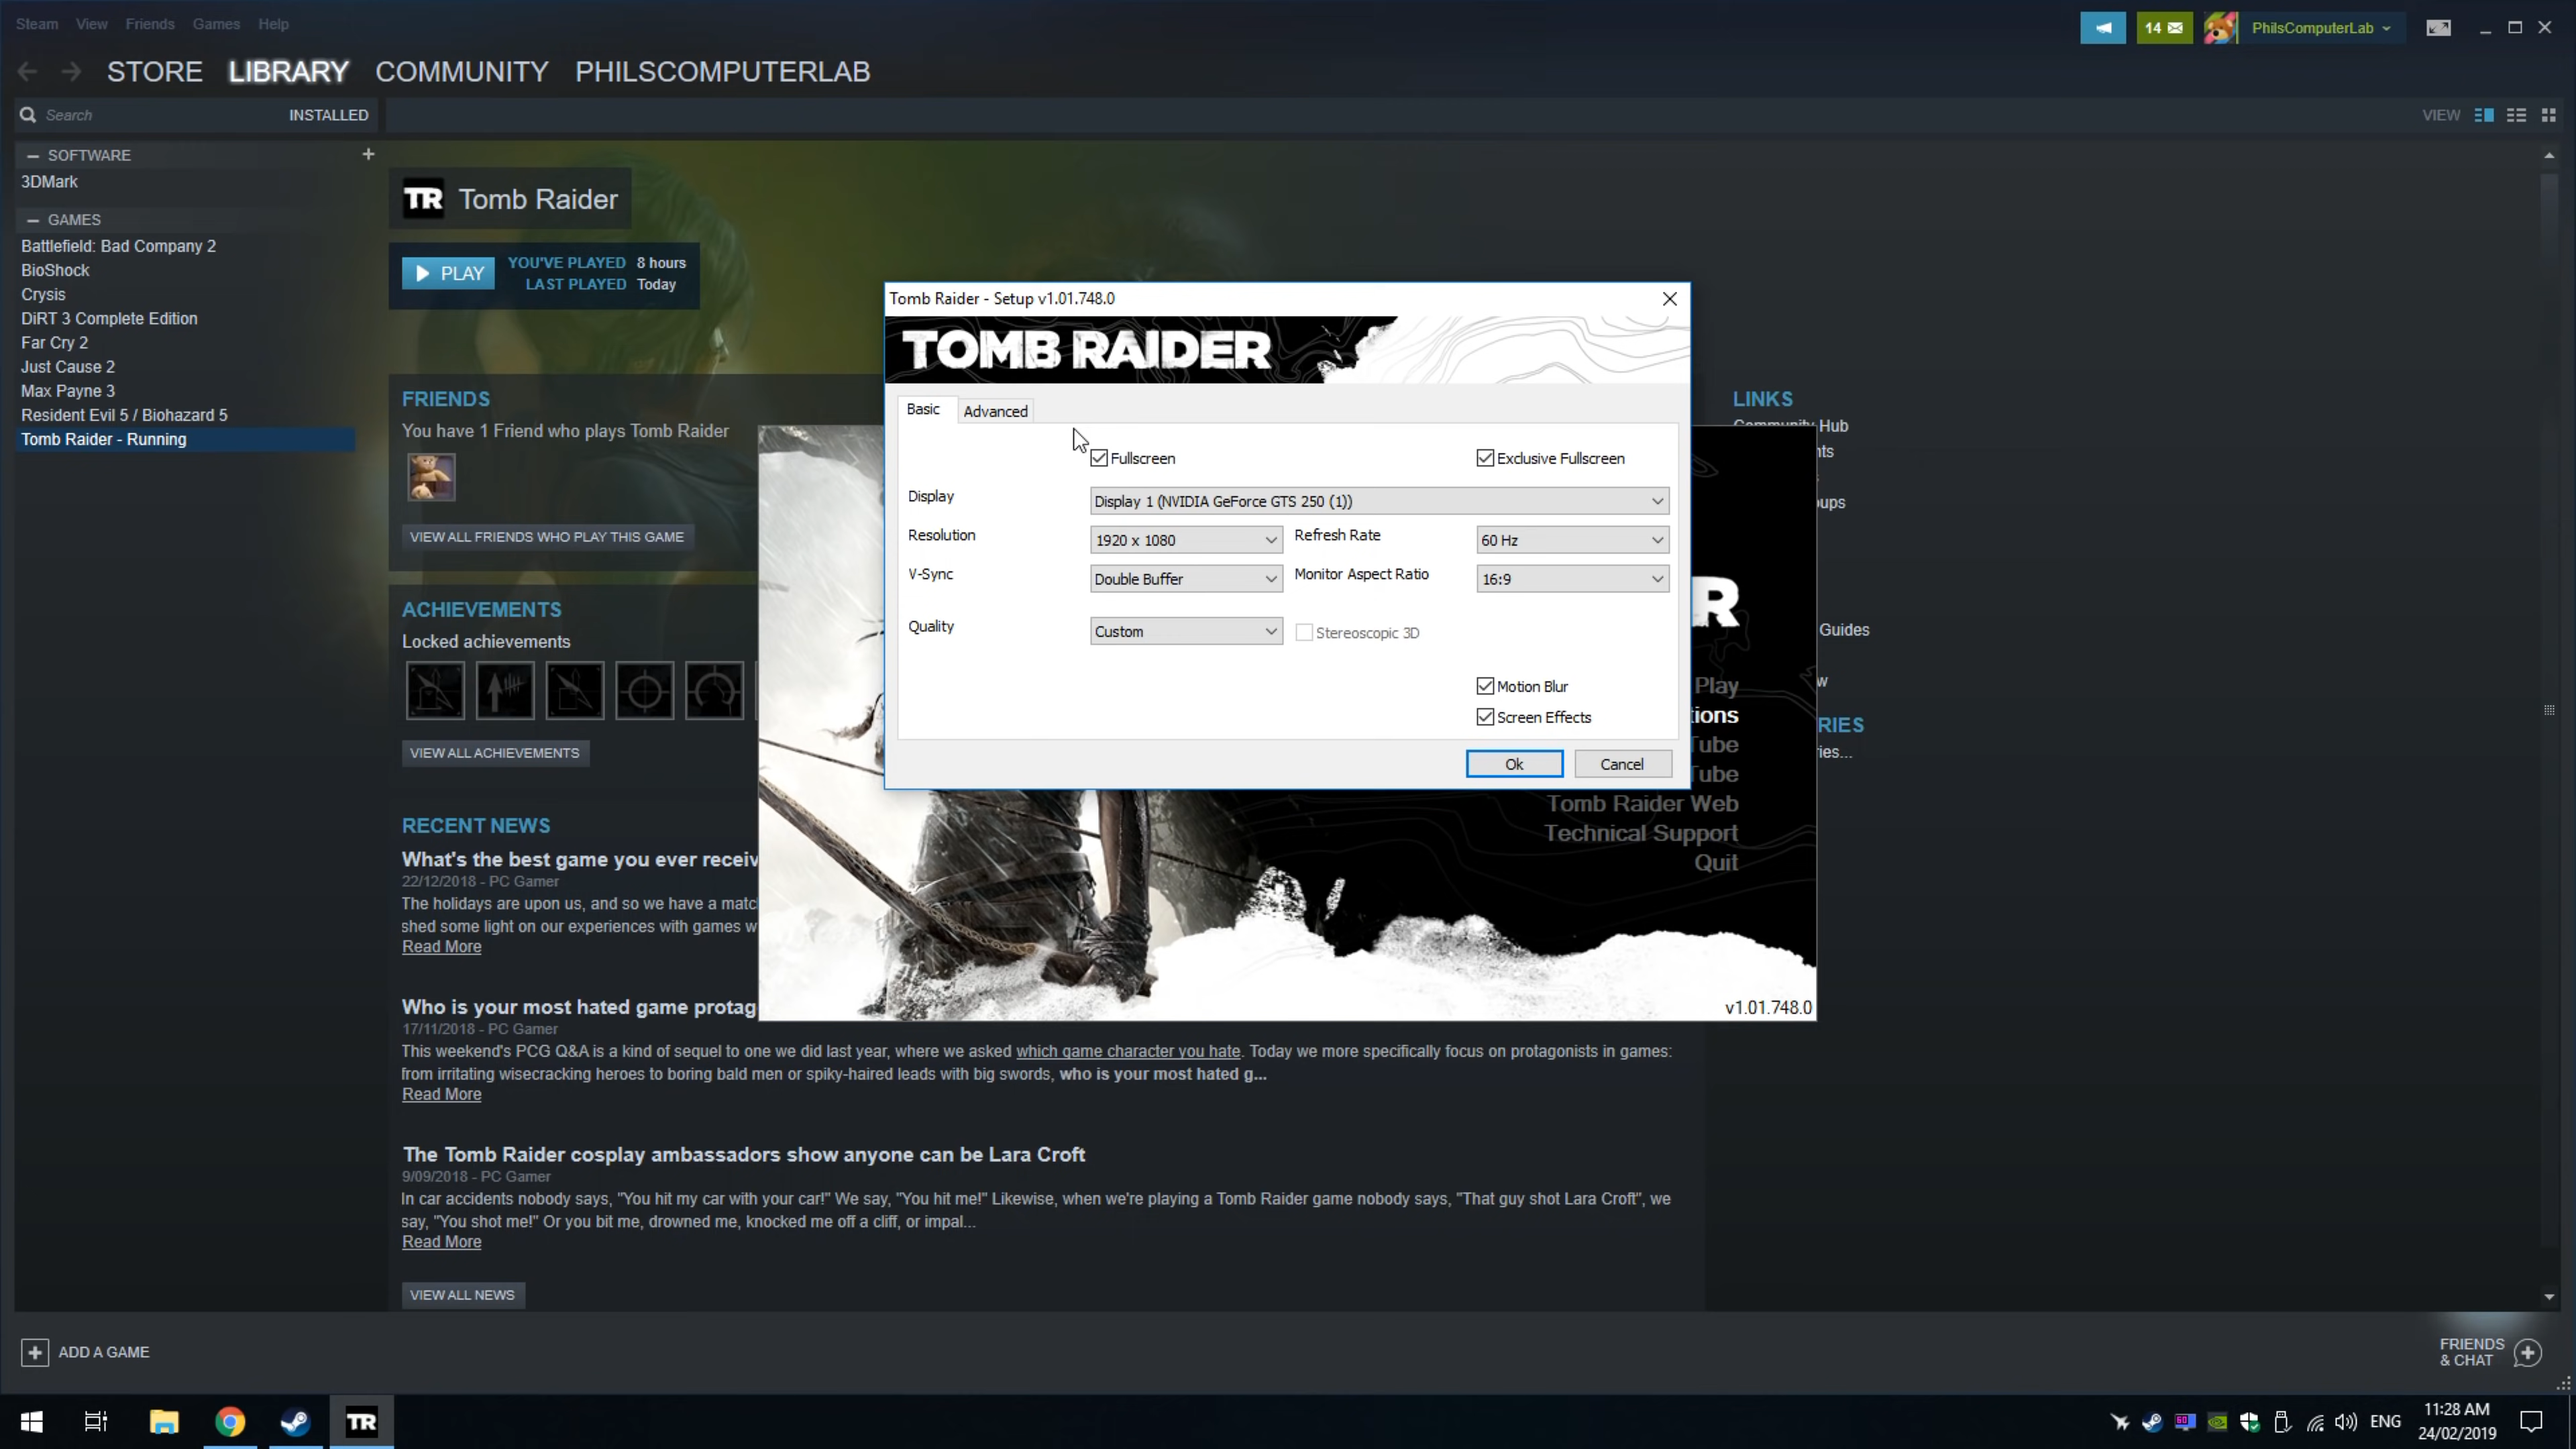 Steam View Friends Games Help
14 PhilsComputerLab
STORE LIBRARY COMMUNITY PHILSCOMPUTERLAB
Search INSTALLED VIEW
SOFTWARE +
3DMark
GAMES
Battlefield: Bad Company 2
BioShock
Crysis
DiRT 3 Complete Edition
Far Cry 2
Just Cause 2
Max Payne 3
Resident Evil 5 / Biohazard 5
Tomb Raider - Running
TR Tomb Raider
PLAY YOU'VE PLAYED 8 hours
LAST PLAYED Today
FRIENDS
You have 1 Friend who plays Tomb Raider
VIEW ALL FRIENDS WHO PLAY THIS GAME
ACHIEVEMENTS
Locked achievements
VIEW ALL ACHIEVEMENTS
RECENT NEWS
What's the best game you ever receiv
22/12/2018 - PC Gamer
The holidays are upon us, and so we have a matc
shed some light on our experiences with games w
Read More
Who is your most hated game protag
17/11/2018 - PC Gamer
This weekend's PCG Q&A is a kind of sequel to one we did last year, where we asked which game character you hate. Today we more specifically focus on protagonists in games:
from irritating wisecracking heroes to boring bald men or spiky-haired leads with big swords, who is your most hated g...
Read More
The Tomb Raider cosplay ambassadors show anyone can be Lara Croft
9/09/2018 - PC Gamer
In car accidents nobody says, "You hit my car with your car!" We say, "You hit me!" Likewise, when we're playing a Tomb Raider game nobody says, "That guy shot Lara Croft", we
say, "You shot me!" Or you bit me, drowned me, knocked me off a cliff, or impal...
Read More
VIEW ALL NEWS
Tomb Raider - Setup v1.01.748.0
TOMB RAIDER
Basic Advanced
Fullscreen Exclusive Fullscreen
Display Display 1 (NVIDIA GeForce GTS 250 (1))
Resolution 1920 x 1080 Refresh Rate 60 Hz
V-Sync Double Buffer Monitor Aspect Ratio 16:9
Quality Custom Stereoscopic 3D
Motion Blur
Screen Effects
Ok Cancel
R
Play
ions
Tube
Tube
Tomb Raider Web
Technical Support
Quit
v1.01.748.0
LINKS
Hub
nts
ups
Guides
w
RIES
ies...
ADD A GAME
FRIENDS
& CHAT
TR
60
ENG
11:28 AM
24/02/2019